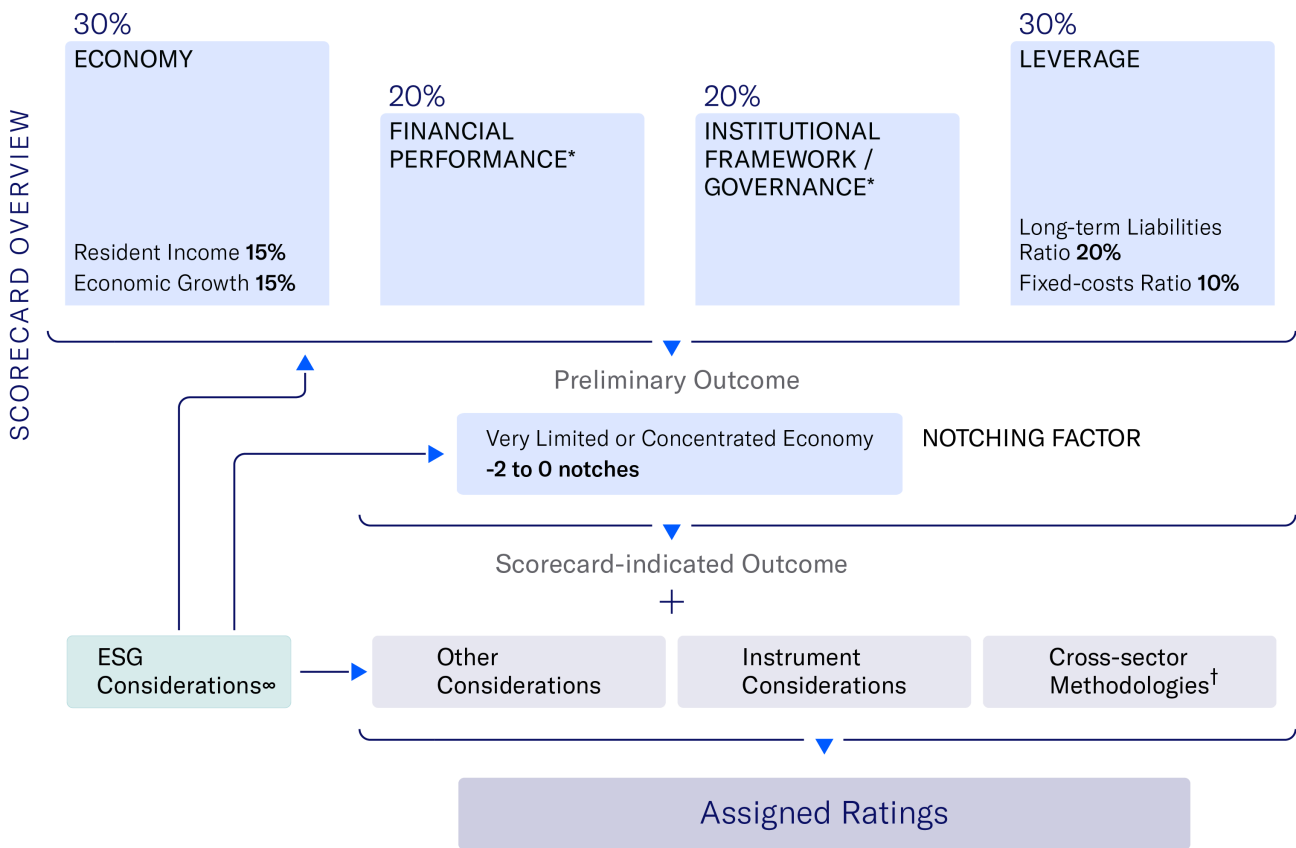 SCORECARD OVERVIEW
30%
ECONOMY
Resident Income 15%
Economic Growth 15%
20%
FINANCIAL
PERFORMANCE*
20%
INSTITUTIONAL
FRAMEWORK /
GOVERNANCE*
30%
LEVERAGE
Long-term Liabilities
Ratio 20%
Fixed-costs Ratio 10%
Preliminary Outcome
Very Limited or Concentrated Economy
-2 to 0 notches
NOTCHING FACTOR
Scorecard-indicated Outcome
+
ESG
Considerations∞
Other
Considerations
Instrument
Considerations
Cross-sector
Methodologies†
Assigned Ratings